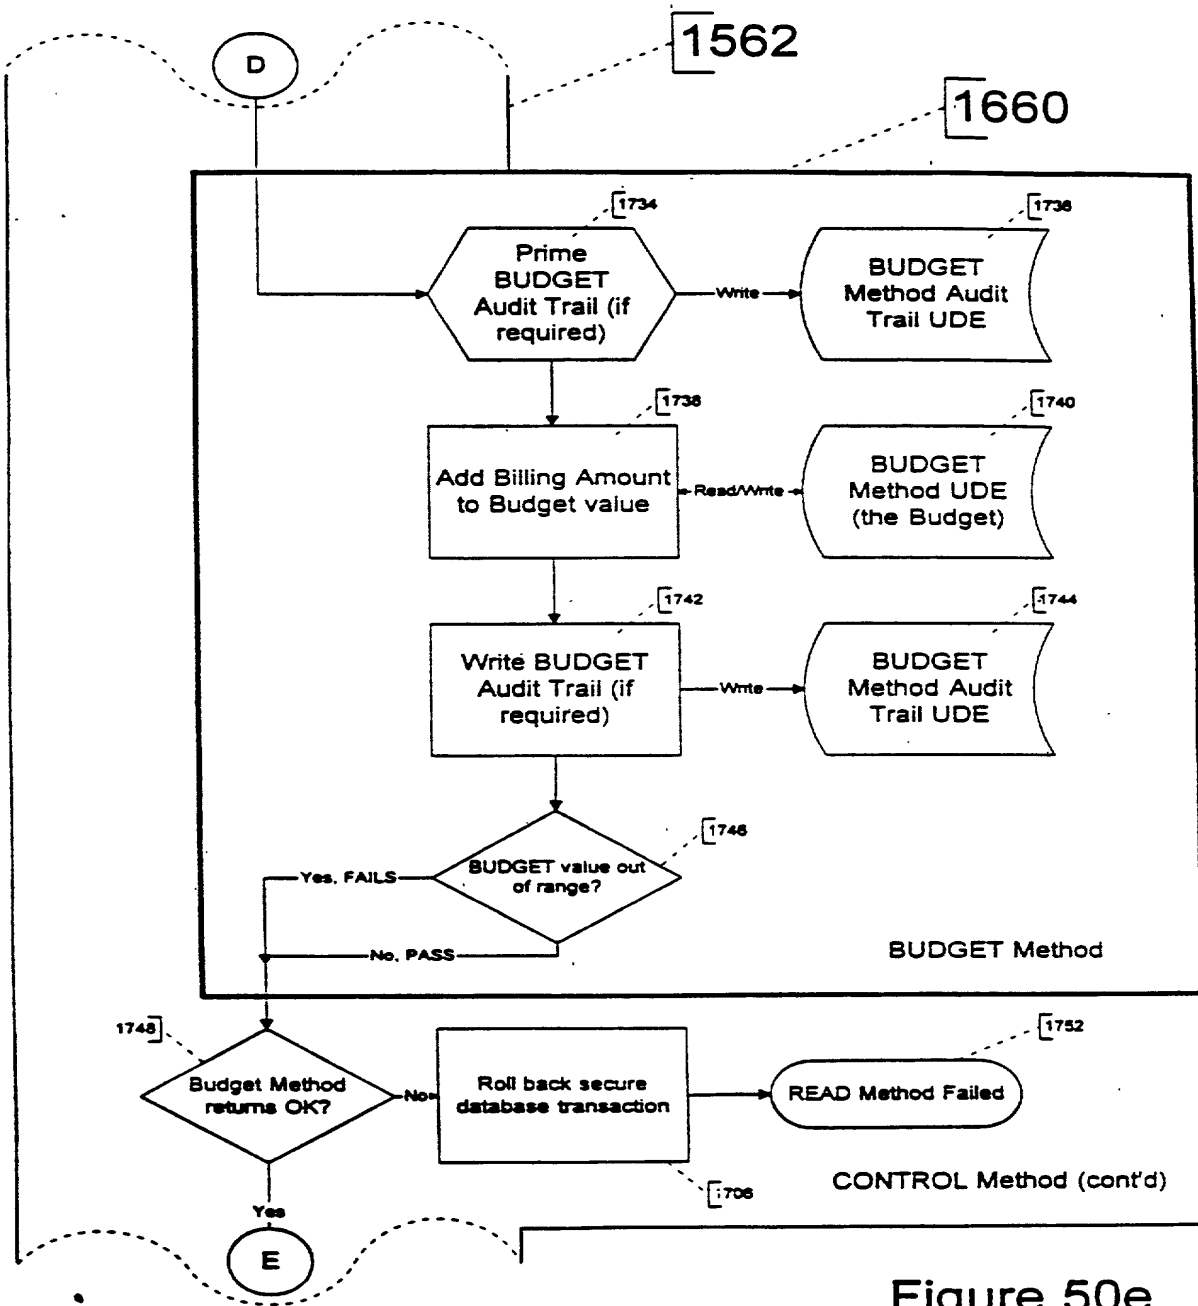 1562
D
1660
1734
Prime
BUDGET
Audit Trail (if
required)
Write
1736
BUDGET
Method Audit
Trail UDE
1738
Add Billing Amount
to Budget value
Read/Write
1740
BUDGET
Method UDE
(the Budget)
1742
Write BUDGET
Audit Trail (if
required)
Write
1744
BUDGET
Method Audit
Trail UDE
1746
BUDGET value out
of range?
Yes, FAILS
No, PASS
BUDGET Method
1748
Budget Method
returns OK?
No
Roll back secure
database transaction
1706
1752
READ Method Failed
CONTROL Method (cont'd)
Yes
E
Figure 50e